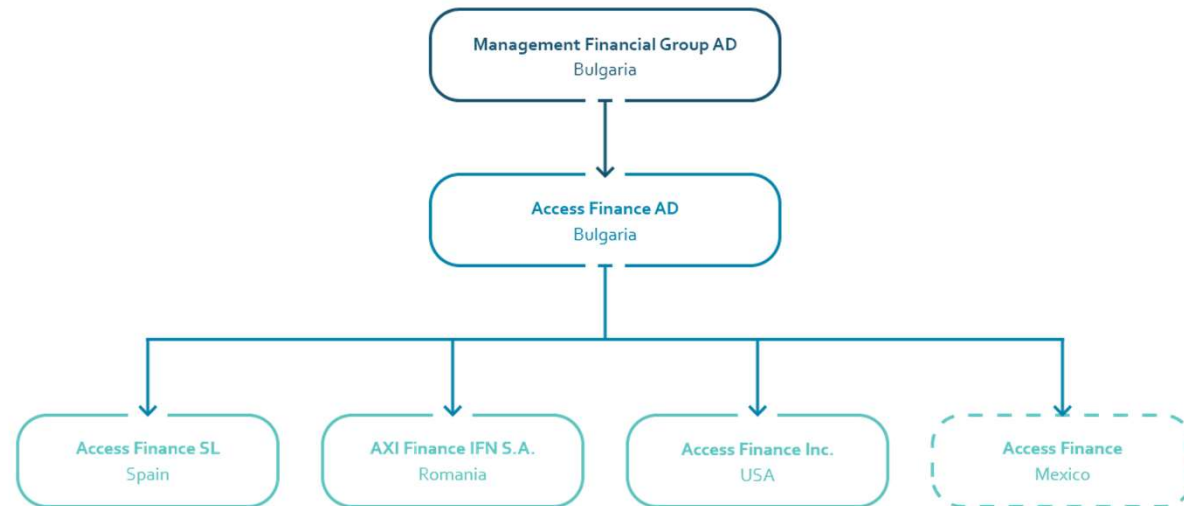 Management Financial Group AD
Bulgaria
Access Finance AD
Bulgaria
Access Finance SL
Spain
AXI Finance IFN S.A.
Romania
Access Finance Inc.
USA
Access Finance
Mexico